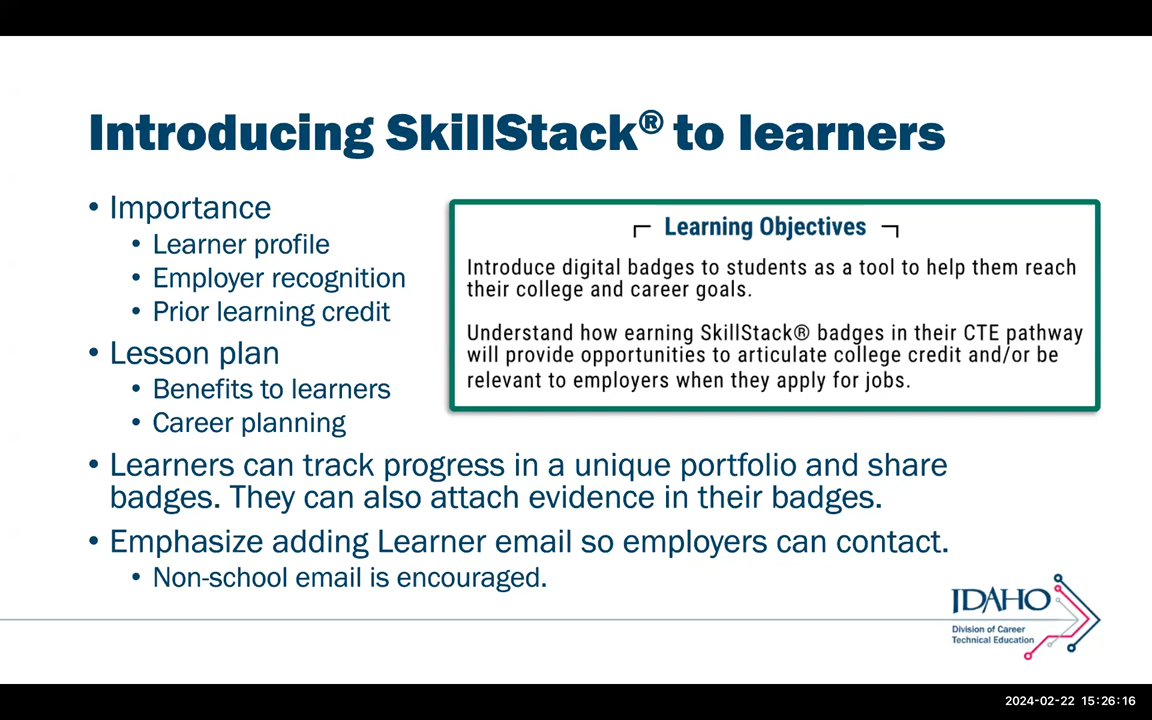 Introducing SkillStack® to learners
• Importance
• Learner profile
• Employer recognition
• Prior learning credit
• Lesson plan
• Benefits to learners
• Career planning
• Learners can track progress in a unique portfolio and share
badges. They can also attach evidence in their badges.
• Emphasize adding Learner email so employers can contact.
• Non-school email is encouraged.
Learning Objectives
Introduce digital badges to students as a tool to help them reach
their college and career goals.
Understand how earning SkillStack® badges in their CTE pathway
will provide opportunities to articulate college credit and/or be
relevant to employers when they apply for jobs.
IDAHO
Division of Career
Technical Education
2024-02-22 15:26:16